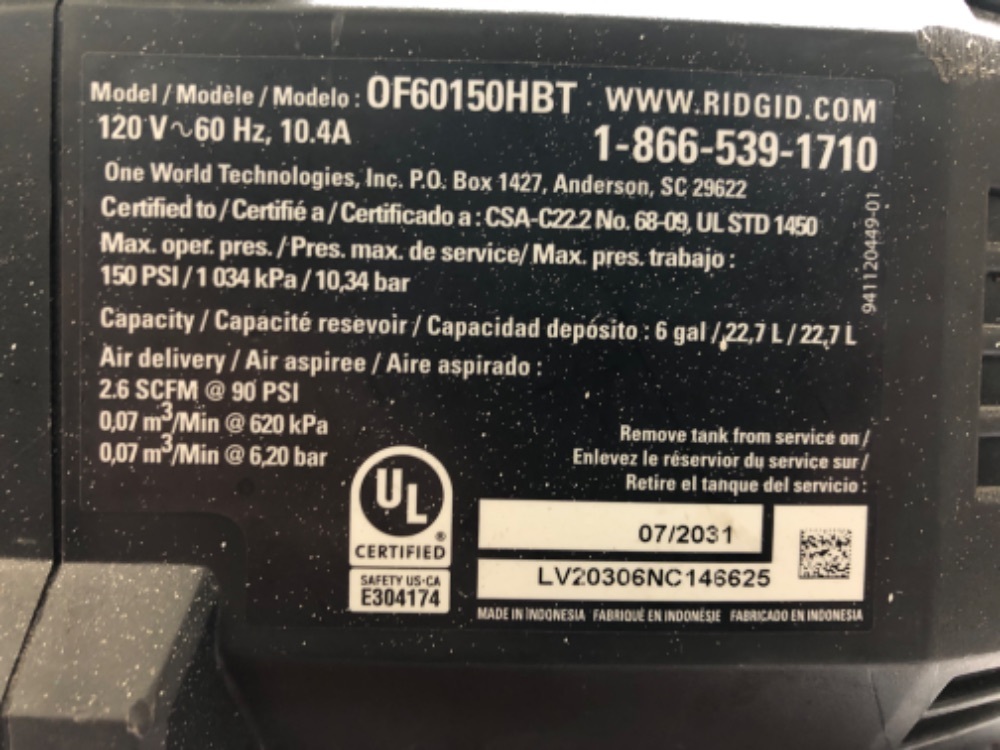 Model / Modèle / Modelo : OF60150HBT WWW.RIDGID.COM
120 V ~ 60 Hz, 10.4A 1-866-539-1710
One World Technologies, Inc. P.O. Box 1427, Anderson, SC 29622
Certified to / Certifié a / Certificado a : CSA-C22.2 No. 68-09, UL STD 1450
Max. oper. pres. / Pres. max. de service/ Max. pres. trabajo :
150 PSI / 1 034 kPa / 10,34 bar
941120449-01
Capacity / Capacité resevoir / Capacidad depósito : 6 gal / 22,7 L / 22,7 L
Air delivery / Air aspiree / Aire aspirado :
2.6 SCFM @ 90 PSI
0,07 m³/Min @ 620 kPa
0,07 m³/Min @ 6,20 bar
Remove tank from service on /
Enlevez le réservior du service sur /
Retire el tanque del servicio :
UL
®
CERTIFIED
SAFETY US-CA
E304174
07/2031
LV20306NC146625
MADE IN INDONESIA FABRIQUÉ EN INDONÉSIE FABRICADO EN INDONESIA